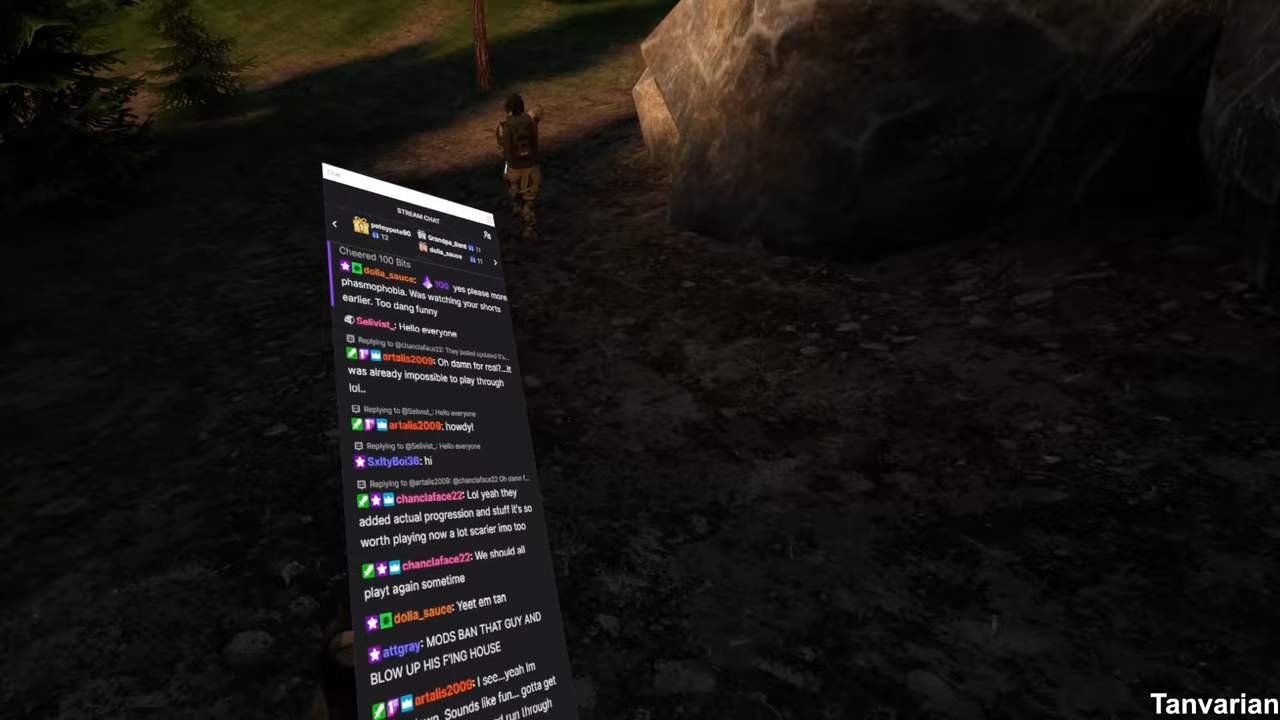 Chat
STREAM CHAT
peteypete90
12
Grandpa_Bard 11
dolla_sauce 11
Cheered 100 Bits
dolla_sauce: 100 yes please more
phasmophobia. Was watching your shorts
earlier. Too dang funny
Selivist_: Hello everyone
Replying to @chanclaface22: They justed updated it's...
artalis2009: Oh damn for real?...it
was already impossible to play through
lol..
Replying to @Selivist_: Hello everyone
artalis2009: howdy!
Replying to @Selivist_: Hello everyone
SxltyBoi36: hi
Replying to @artalis2009: @chanclaface22 Oh damn f...
chanclaface22: Lol yeah they
added actual progression and stuff it's so
worth playing now a lot scarier imo too
chanclaface22: We should all
playt again sometime
dolla_sauce: Yeet em tan
attgray: MODS BAN THAT GUY AND
BLOW UP HIS F'ING HOUSE
artalis2009: I see...yeah Im
Sounds like fun... gotta get
run through
Tanvarian